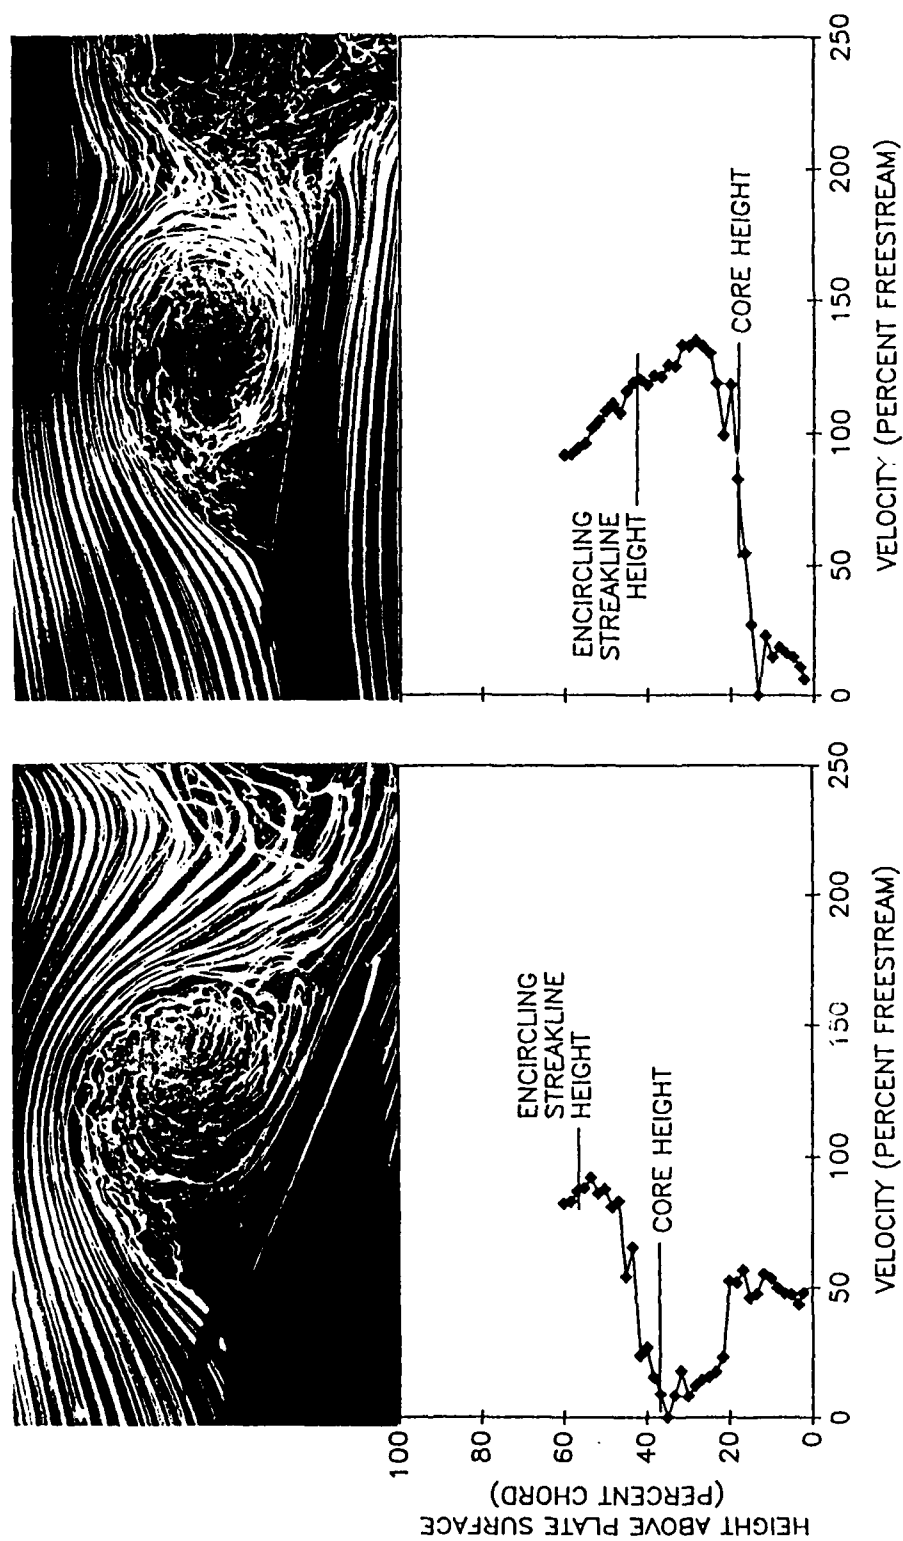 HEIGHT ABOVE PLATE SURFACE
(PERCENT CHORD)
100
80
60
40
20
0
ENCIRCLING
STREAKLINE
HEIGHT
CORE HEIGHT
0 50 100 150 200 250
VELOCITY (PERCENT FREESTREAM)
ENCIRCLING
STREAKLINE
HEIGHT
CORE HEIGHT
0 50 100 150 200 250
VELOCITY (PERCENT FREESTREAM)